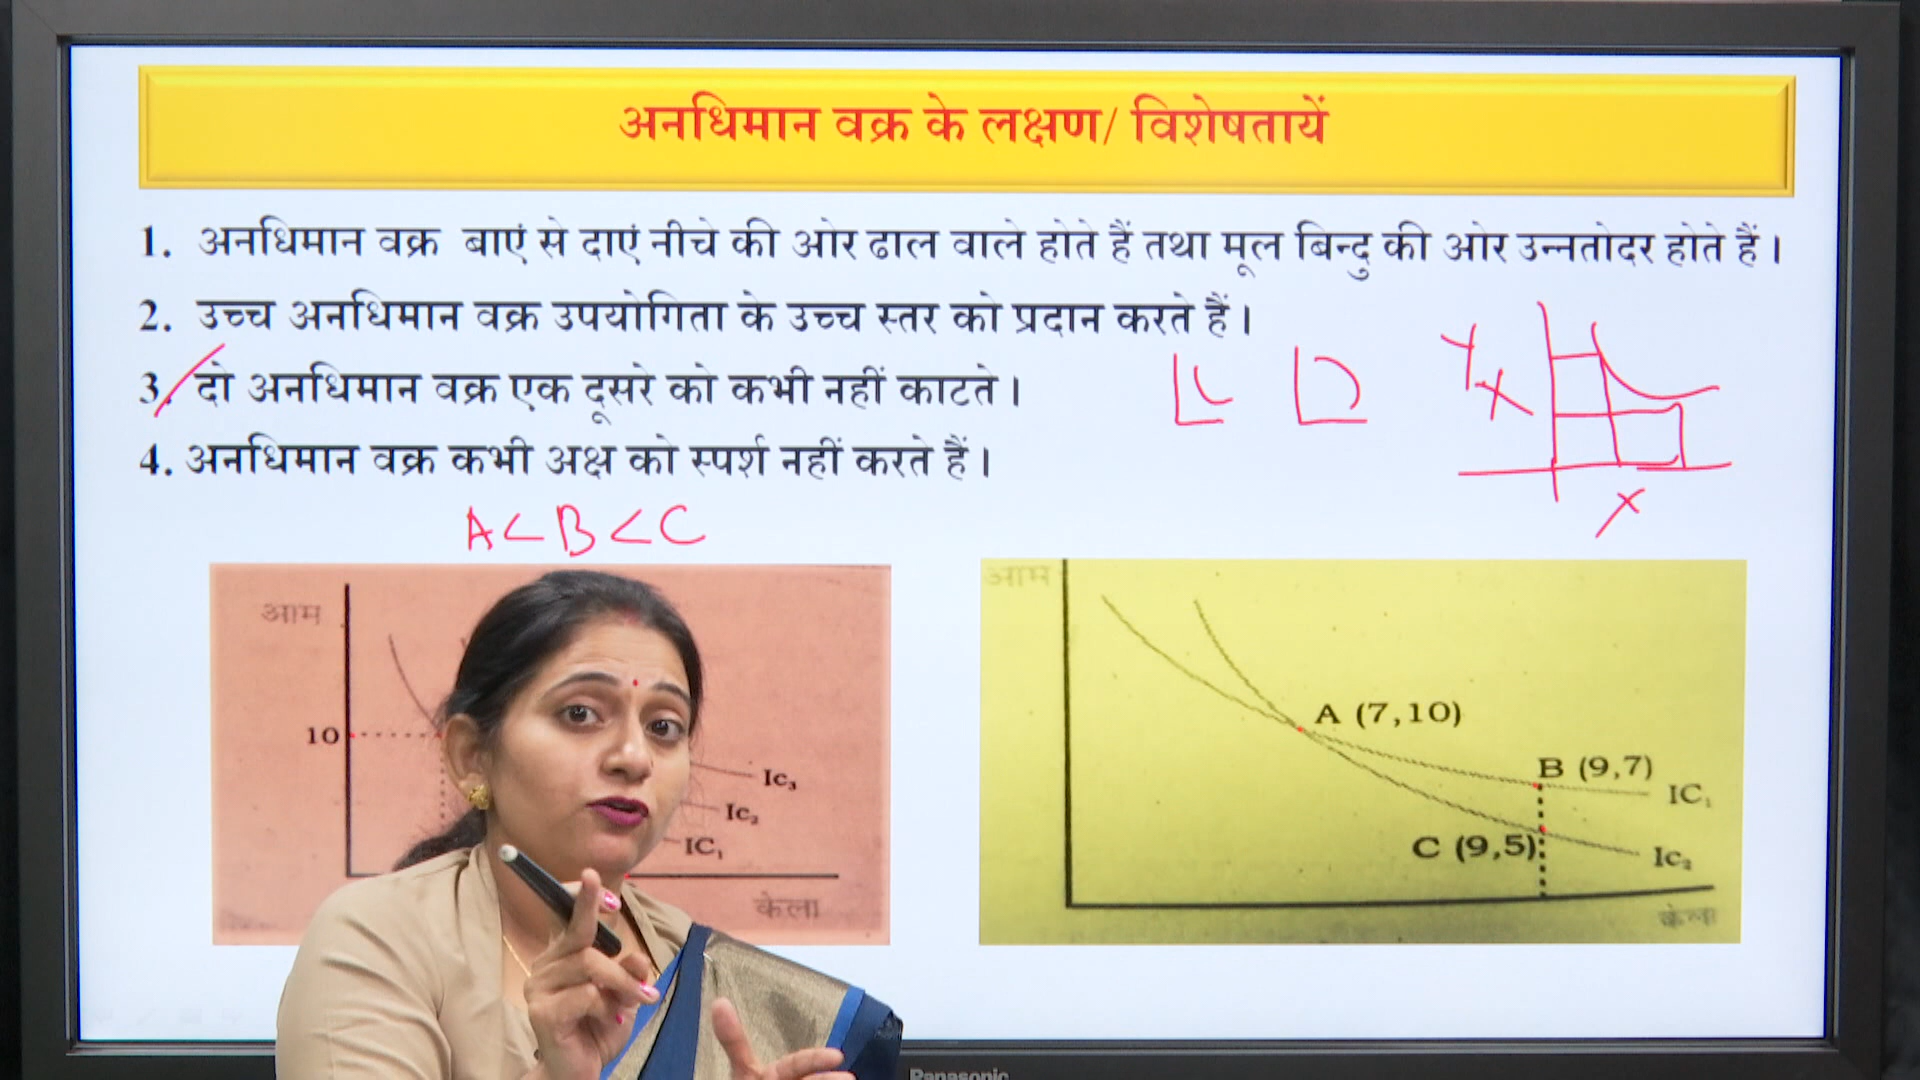 अनधिमान वक्र के लक्षण/ विशेषतायें
1. अनधिमान वक्र बाएं से दाएं नीचे की ओर ढाल वाले होते हैं तथा मूल बिन्दु की ओर उन्नतोदर होते हैं।
2. उच्च अनधिमान वक्र उपयोगिता के उच्च स्तर को प्रदान करते हैं।
3. दो अनधिमान वक्र एक दूसरे को कभी नहीं काटते।
4. अनधिमान वक्र कभी अक्ष को स्पर्श नहीं करते हैं।
Y
X
X
A<B<C
आम
10
Ic₃
Ic₂
IC₁
केला
आम
A (7,10)
B (9,7)
IC₁
C (9,5)
Ic₂
केला
Panasonic